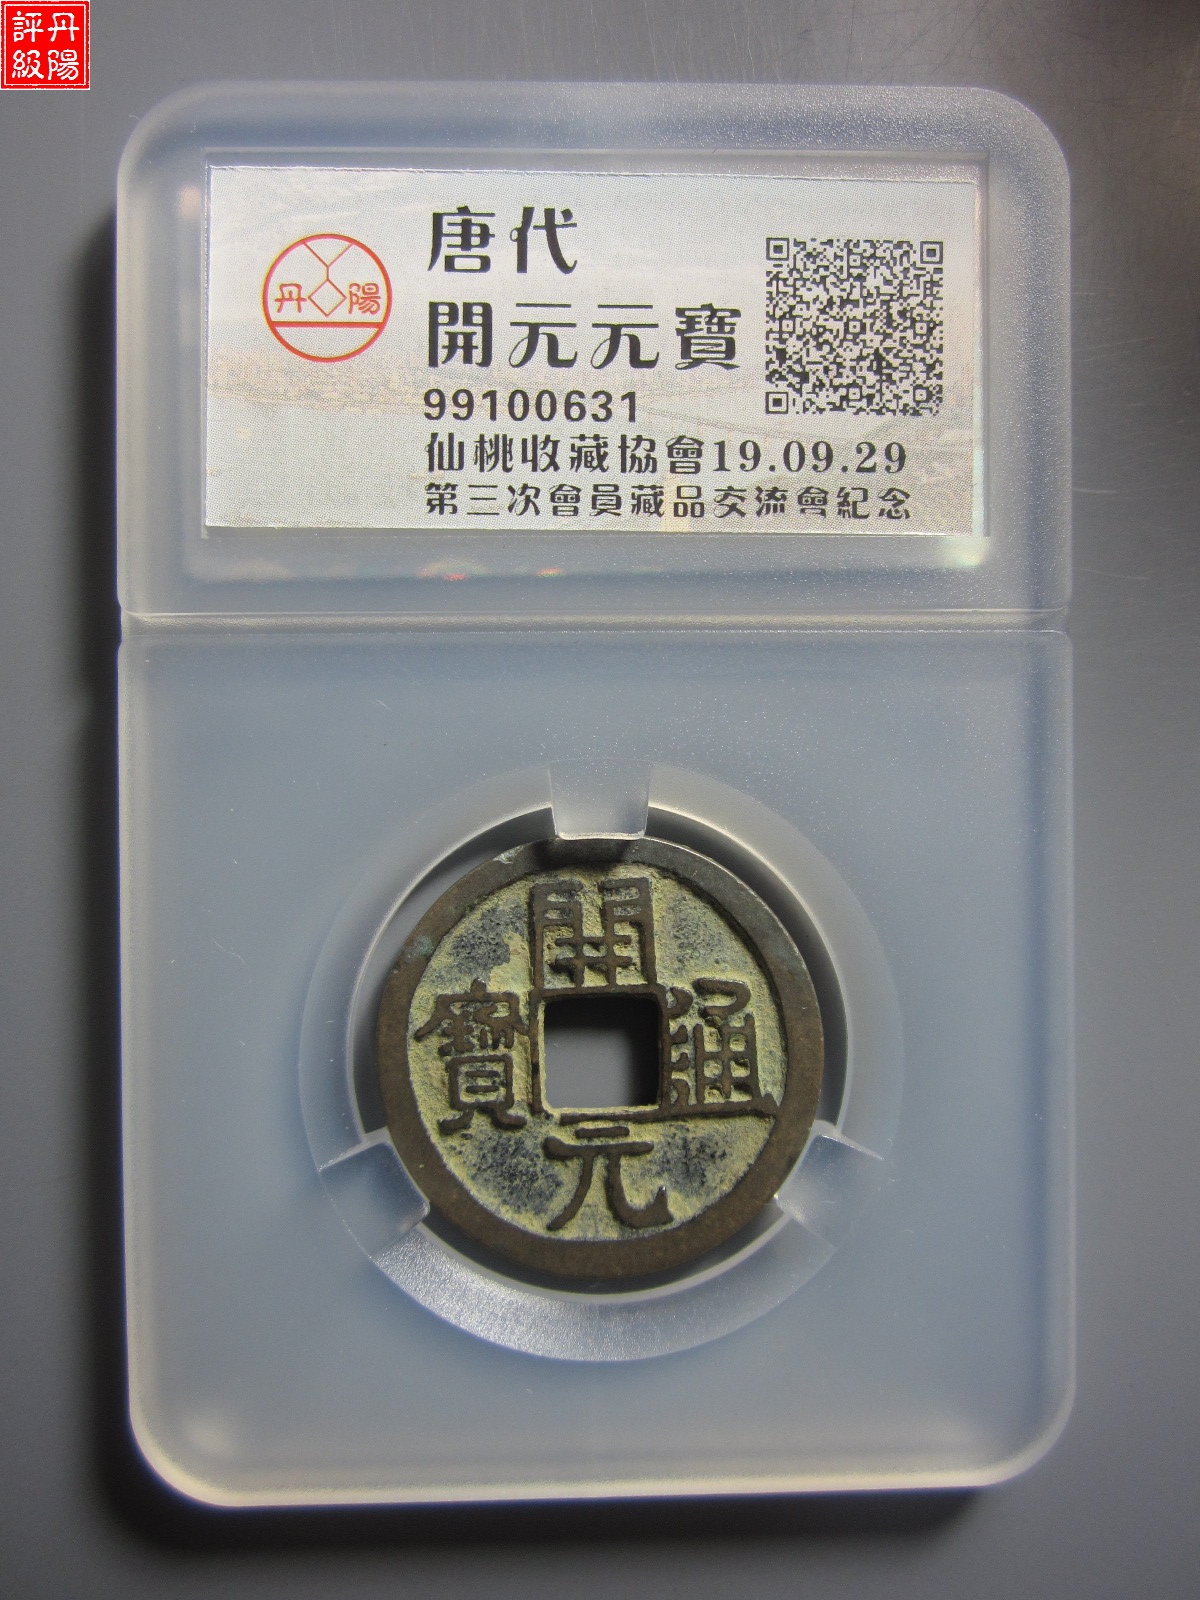 丹陽
評級
丹陽
唐代
開元元寶
99100631
仙桃收藏協會19.09.29
第三次會員藏品交流會紀念
開元通寶